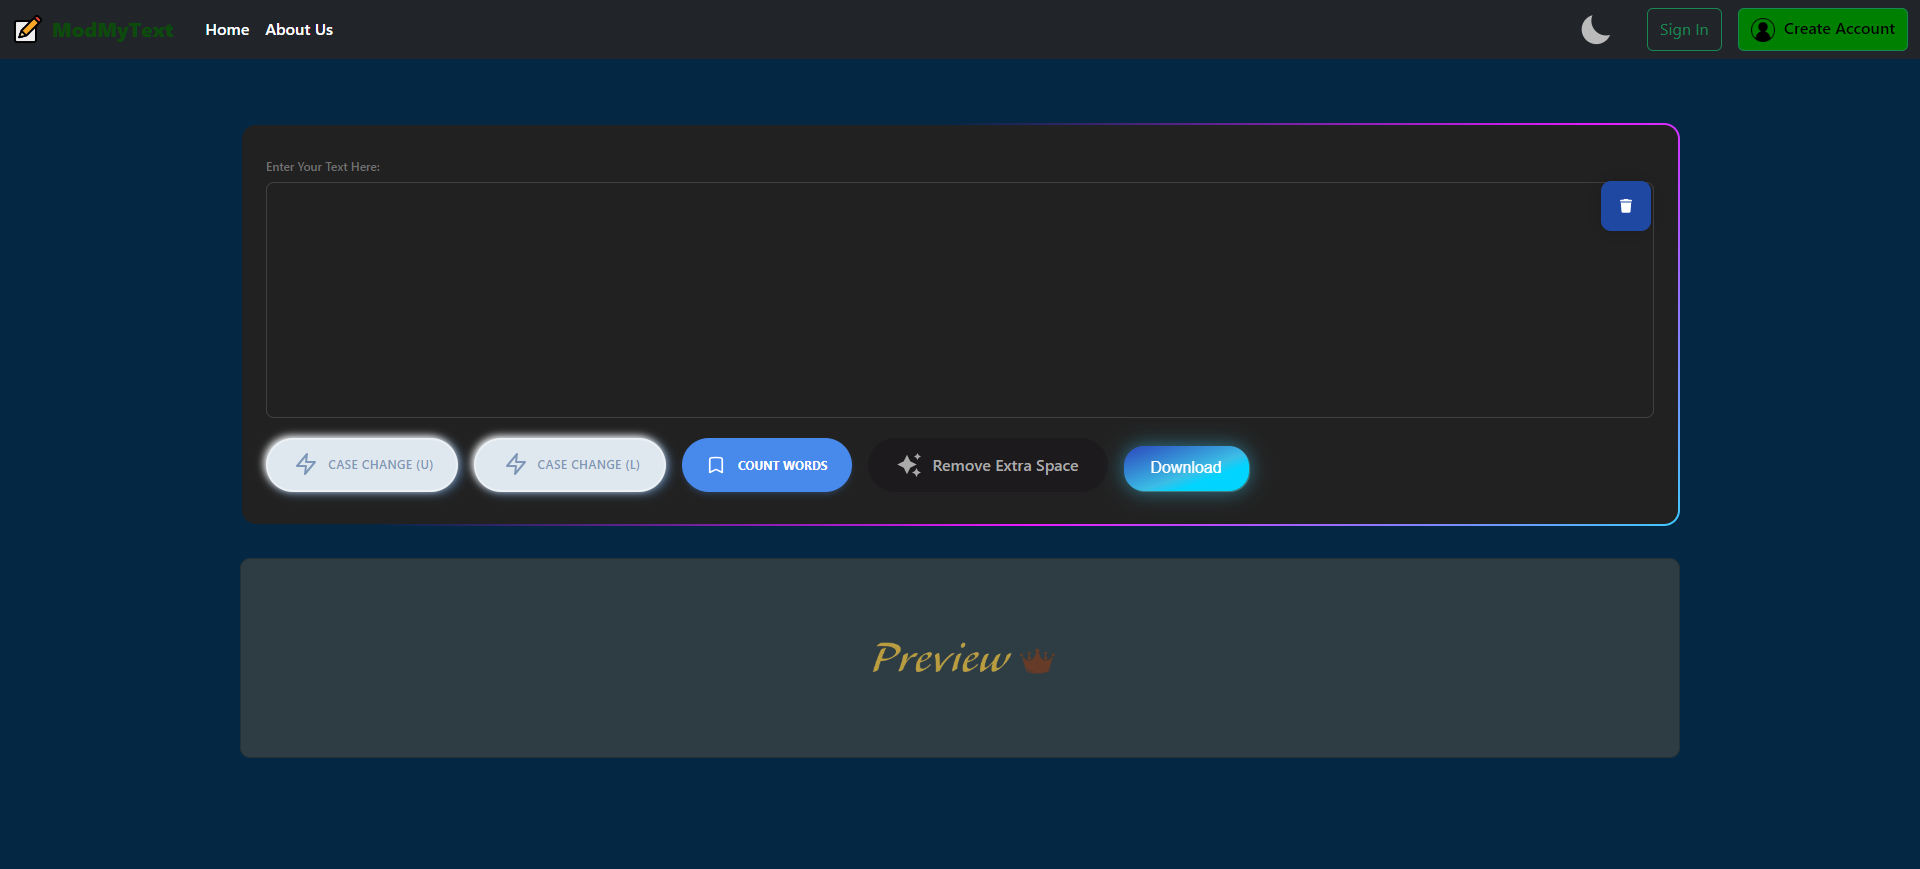 ModMyText Home About Us Sign In Create Account
Enter Your Text Here:
CASE CHANGE (U) CASE CHANGE (L) COUNT WORDS Remove Extra Space Download
Preview